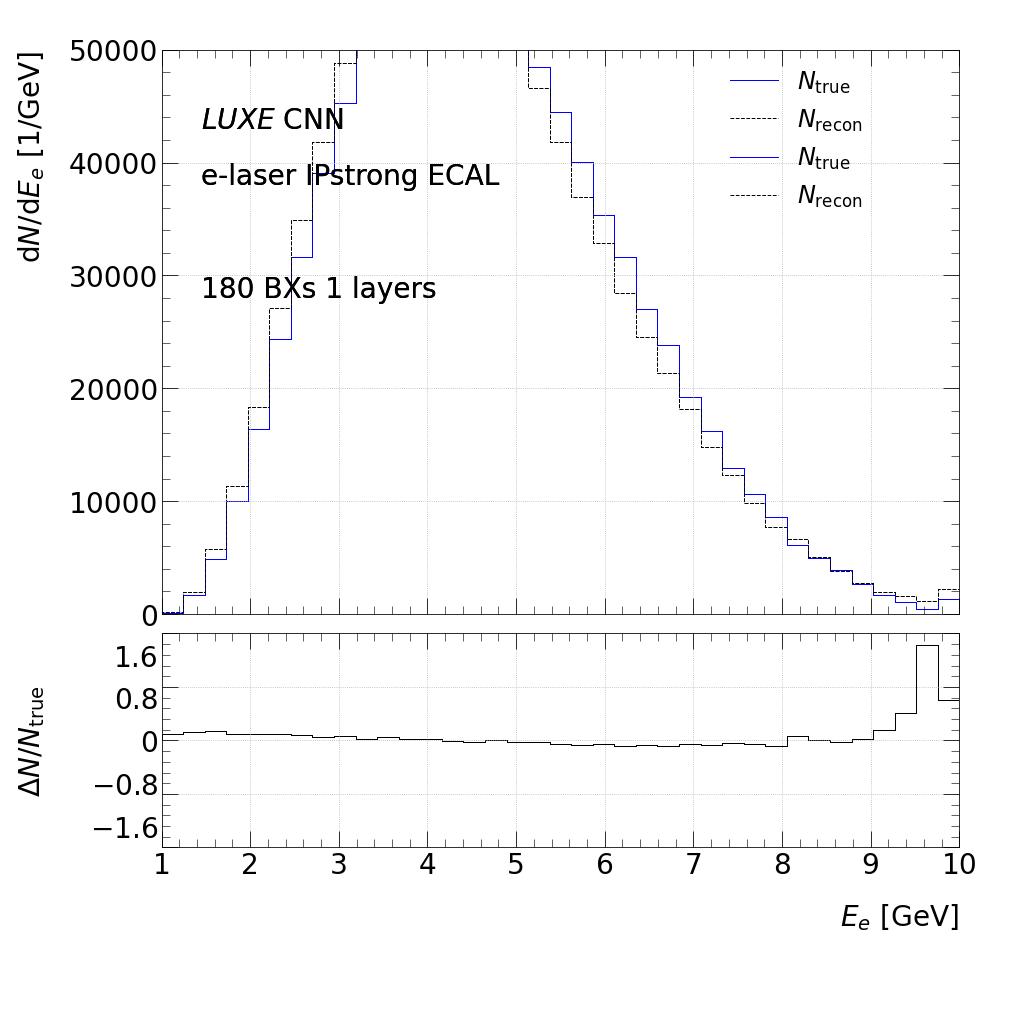 dN/dE_e [1/GeV]
50000
40000
30000
20000
10000
0
LUXE CNN
e-laser IPstrong ECAL
180 BXs 1 layers
N_true
N_recon
N_true
N_recon
ΔN/N_true
1.6
0.8
0
−0.8
−1.6
1 2 3 4 5 6 7 8 9 10
E_e [GeV]